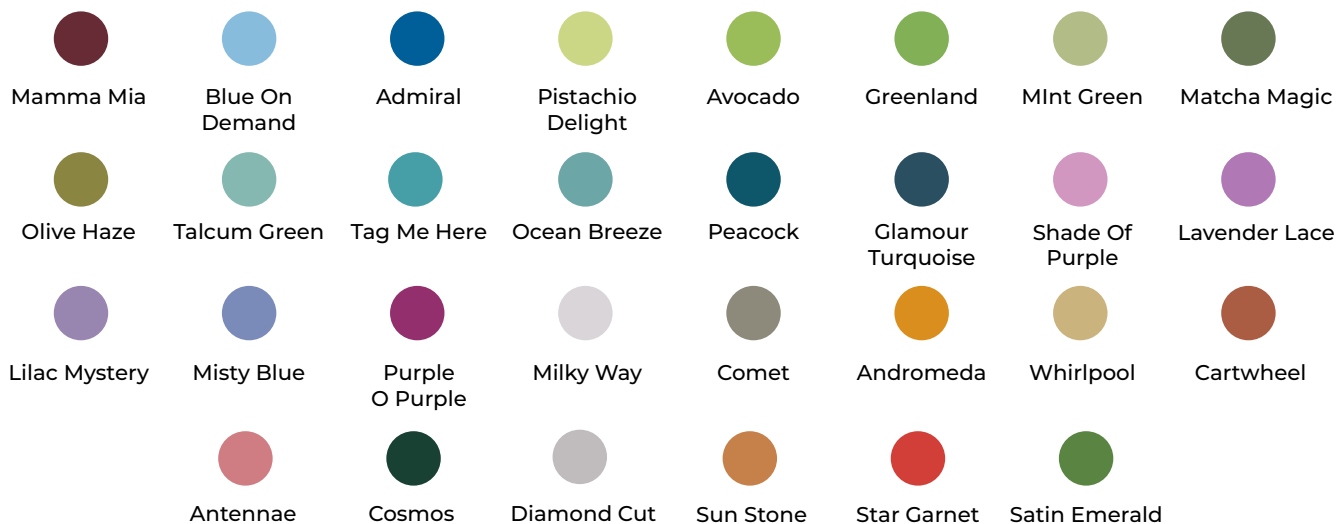 Mamma Mia
Blue On
Demand
Admiral
Pistachio
Delight
Avocado
Greenland
MInt Green
Matcha Magic
Olive Haze
Talcum Green
Tag Me Here
Ocean Breeze
Peacock
Glamour
Turquoise
Shade Of
Purple
Lavender Lace
Lilac Mystery
Misty Blue
Purple
O Purple
Milky Way
Comet
Andromeda
Whirlpool
Cartwheel
Antennae
Cosmos
Diamond Cut
Sun Stone
Star Garnet
Satin Emerald